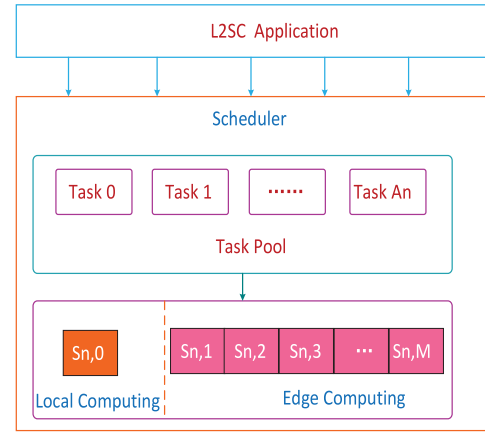 L2SC Application
Scheduler
Task 0 Task 1 ...... Task An
Task Pool
Sn,0 Sn,1 Sn,2 Sn,3 ... Sn,M
Local Computing Edge Computing